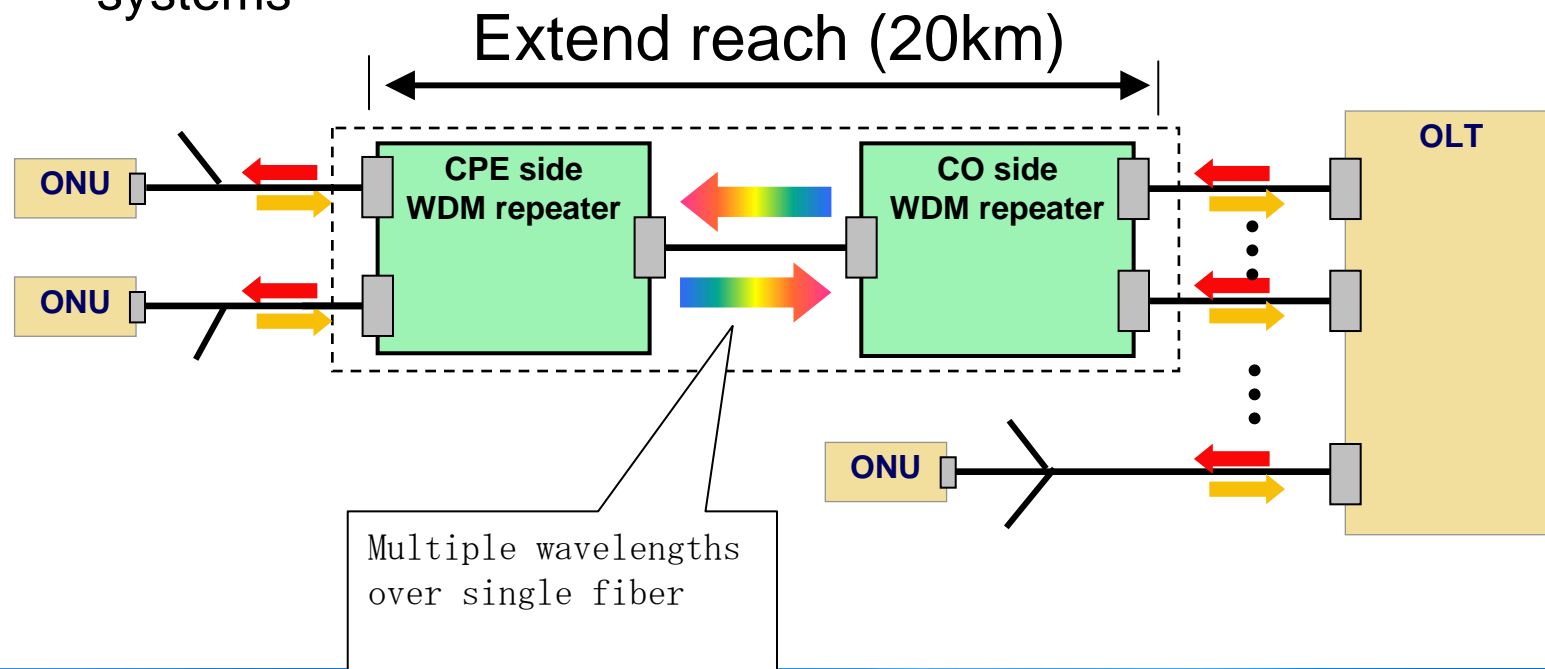 systems
Extend reach (20km)
ONU
CPE side
WDM repeater
CO side
WDM repeater
OLT
ONU
ONU
Multiple wavelengths
over single fiber